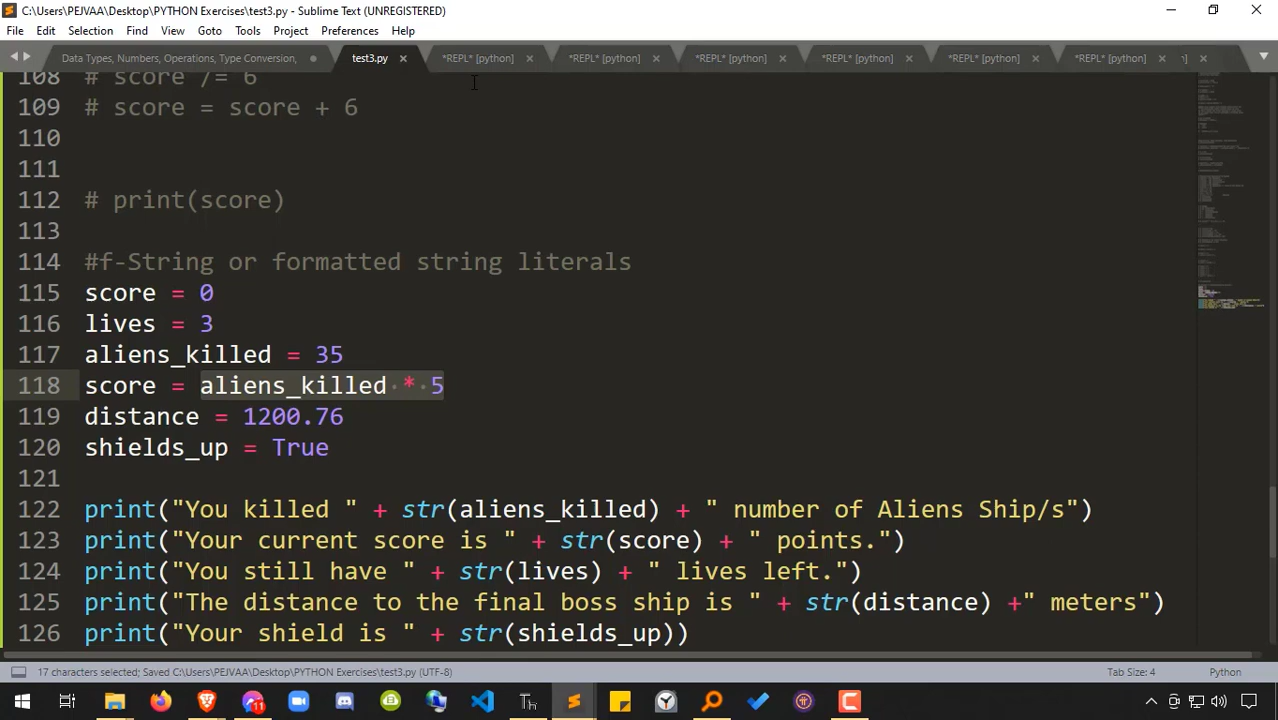 C:\Users\PEJVAA\Desktop\PYTHON Exercises\test3.py - Sublime Text (UNREGISTERED)
File Edit Selection Find View Goto Tools Project Preferences Help
Data Types, Numbers, Operations, Type Conversion, test3.py *REPL* [python] *REPL* [python] *REPL* [python] *REPL* [python] *REPL* [python] *REPL* [python]
108 # score /= 6
109 # score = score + 6
110
111
112 # print(score)
113
114 #f-String or formatted string literals
115 score = 0
116 lives = 3
117 aliens_killed = 35
118 score = aliens_killed * 5
119 distance = 1200.76
120 shields_up = True
121
122 print("You killed " + str(aliens_killed) + " number of Aliens Ship/s")
123 print("Your current score is " + str(score) + " points.")
124 print("You still have " + str(lives) + " lives left.")
125 print("The distance to the final boss ship is " + str(distance) +" meters")
126 print("Your shield is " + str(shields_up))
17 characters selected; Saved C:\Users\PEJVAA\Desktop\PYTHON Exercises\test3.py (UTF-8) Tab Size: 4 Python
11